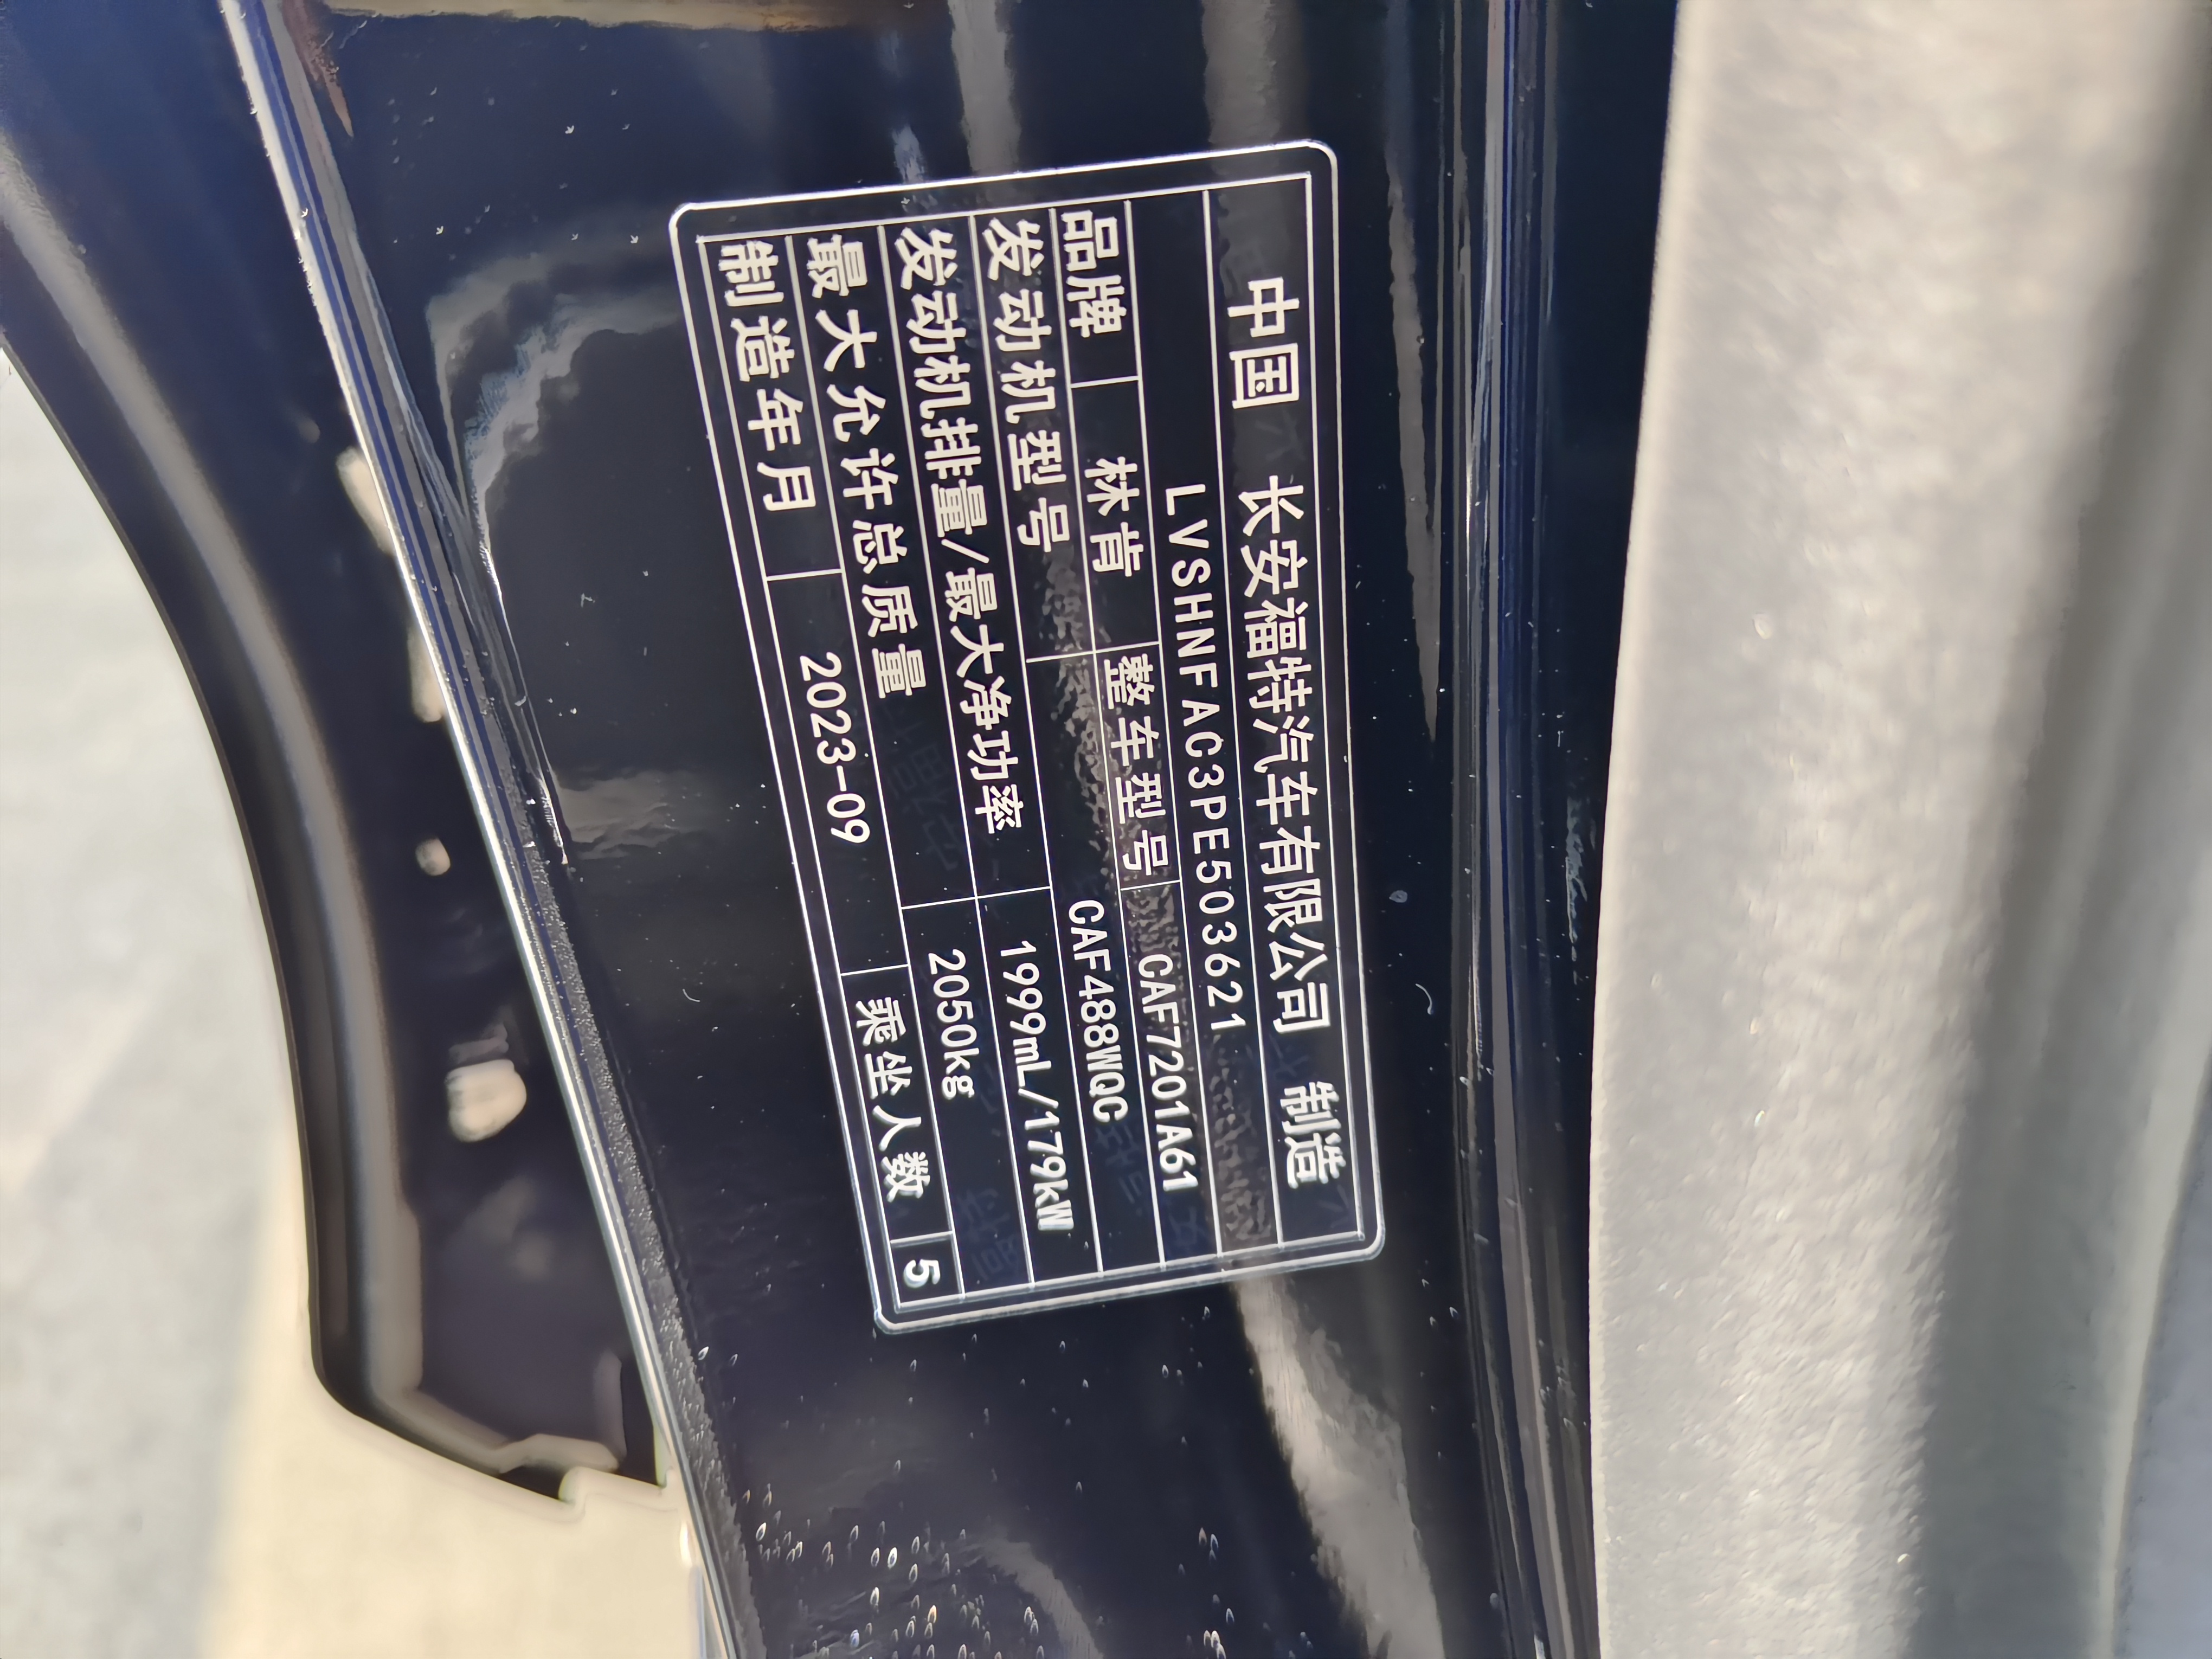 中国 长安福特汽车有限公司 制造
LVSHNFAC3PE503621
品牌 林肯 整车型号 CAF7201A61
发动机型号 CAF488WQC
发动机排量/最大净功率 1999mL/179kW
最大允许总质量 2050kg
制造年月 2023-09 乘坐人数 5